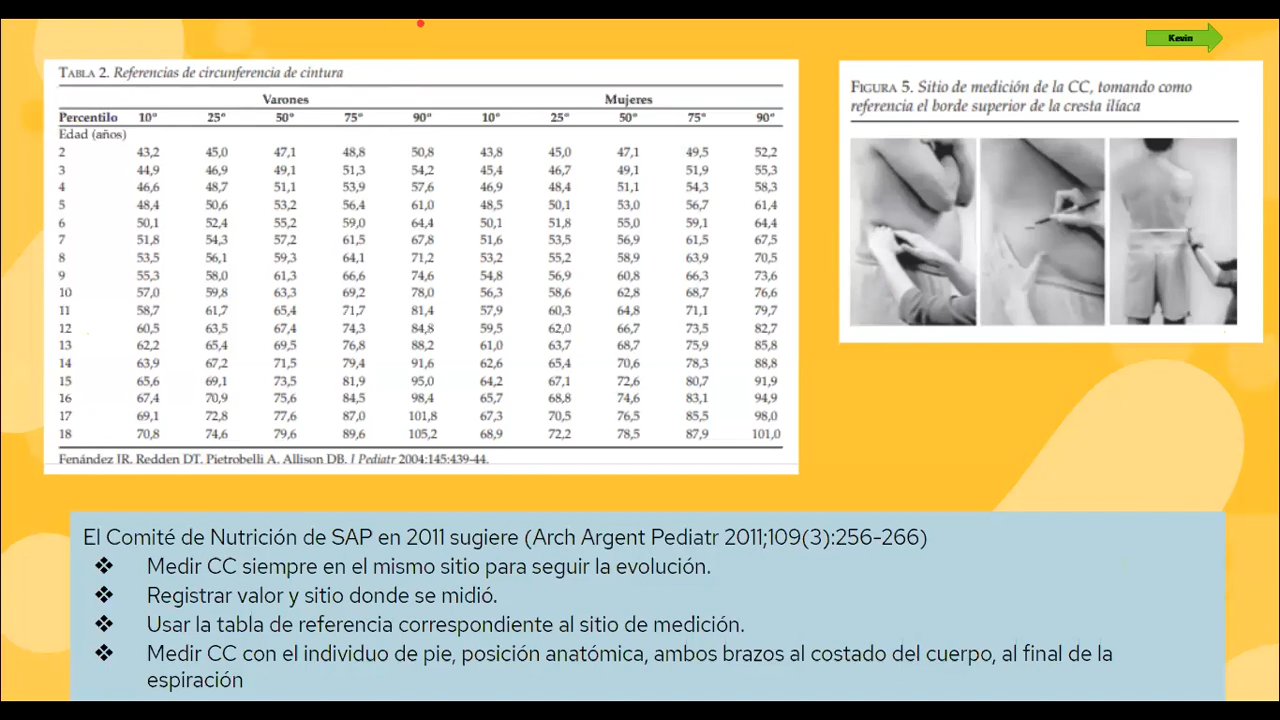 Kevin
TABLA 2. Referencias de circunferencia de cintura
Varones Mujeres
Percentilo 10º 25º 50º 75º 90º 10º 25º 50º 75º 90º
Edad (años)
2 43,2 45,0 47,1 48,8 50,8 43,8 45,0 47,1 49,5 52,2
3 44,9 46,9 49,1 51,3 54,2 45,4 46,7 49,1 51,9 55,3
4 46,6 48,7 51,1 53,9 57,6 46,9 48,4 51,1 54,3 58,3
5 48,4 50,6 53,2 56,4 61,0 48,5 50,1 53,0 56,7 61,4
6 50,1 52,4 55,2 59,0 64,4 50,1 51,8 55,0 59,1 64,4
7 51,8 54,3 57,2 61,5 67,8 51,6 53,5 56,9 61,5 67,5
8 53,5 56,1 59,3 64,1 71,2 53,2 55,2 58,9 63,9 70,5
9 55,3 58,0 61,3 66,6 74,6 54,8 56,9 60,8 66,3 73,6
10 57,0 59,8 63,3 69,2 78,0 56,3 58,6 62,8 68,7 76,6
11 58,7 61,7 65,4 71,7 81,4 57,9 60,3 64,8 71,1 79,7
12 60,5 63,5 67,4 74,3 84,8 59,5 62,0 66,7 73,5 82,7
13 62,2 65,4 69,5 76,8 88,2 61,0 63,7 68,7 75,9 85,8
14 63,9 67,2 71,5 79,4 91,6 62,6 65,4 70,6 78,3 88,8
15 65,6 69,1 73,5 81,9 95,0 64,2 67,1 72,6 80,7 91,9
16 67,4 70,9 75,6 84,5 98,4 65,7 68,8 74,6 83,1 94,9
17 69,1 72,8 77,6 87,0 101,8 67,3 70,5 76,5 85,5 98,0
18 70,8 74,6 79,6 89,6 105,2 68,9 72,2 78,5 87,9 101,0
Fenández JR, Redden DT, Pietrobelli A, Allison DB. J Pediatr 2004;145:439-44.
FIGURA 5. Sitio de medición de la CC, tomando como
referencia el borde superior de la cresta ilíaca
El Comité de Nutrición de SAP en 2011 sugiere (Arch Argent Pediatr 2011;109(3):256-266)
❖ Medir CC siempre en el mismo sitio para seguir la evolución.
❖ Registrar valor y sitio donde se midió.
❖ Usar la tabla de referencia correspondiente al sitio de medición.
❖ Medir CC con el individuo de pie, posición anatómica, ambos brazos al costado del cuerpo, al final de la
espiración